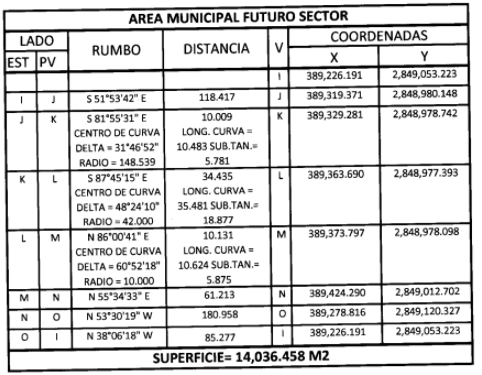 AREA MUNICIPAL FUTURO SECTOR
LADO RUMBO DISTANCIA V COORDENADAS
EST PV X Y
I 389,226.191 2,849,053.223
I J S 51°53'42" E 118.417 J 389,319.371 2,848,980.148
J K S 81°55'31" E 10.009 K 389,329.281 2,848,978.742
CENTRO DE CURVA LONG. CURVA =
DELTA = 31°46'52" 10.483 SUB.TAN.=
RADIO = 148.539 5.781
K L S 87°45'15" E 34.435 L 389,363.690 2,848,977.393
CENTRO DE CURVA LONG. CURVA =
DELTA = 48°24'10" 35.481 SUB.TAN.=
RADIO = 42.000 18.877
L M N 86°00'41" E 10.131 M 389,373.797 2,848,978.098
CENTRO DE CURVA LONG. CURVA =
DELTA = 60°52'18" 10.624 SUB.TAN.=
RADIO = 10.000 5.875
M N N 55°34'33" E 61.213 N 389,424.290 2,849,012.702
N O N 53°30'19" W 180.958 O 389,278.816 2,849,120.327
O I N 38°06'18" W 85.277 I 389,226.191 2,849,053.223
SUPERFICIE= 14,036.458 M2